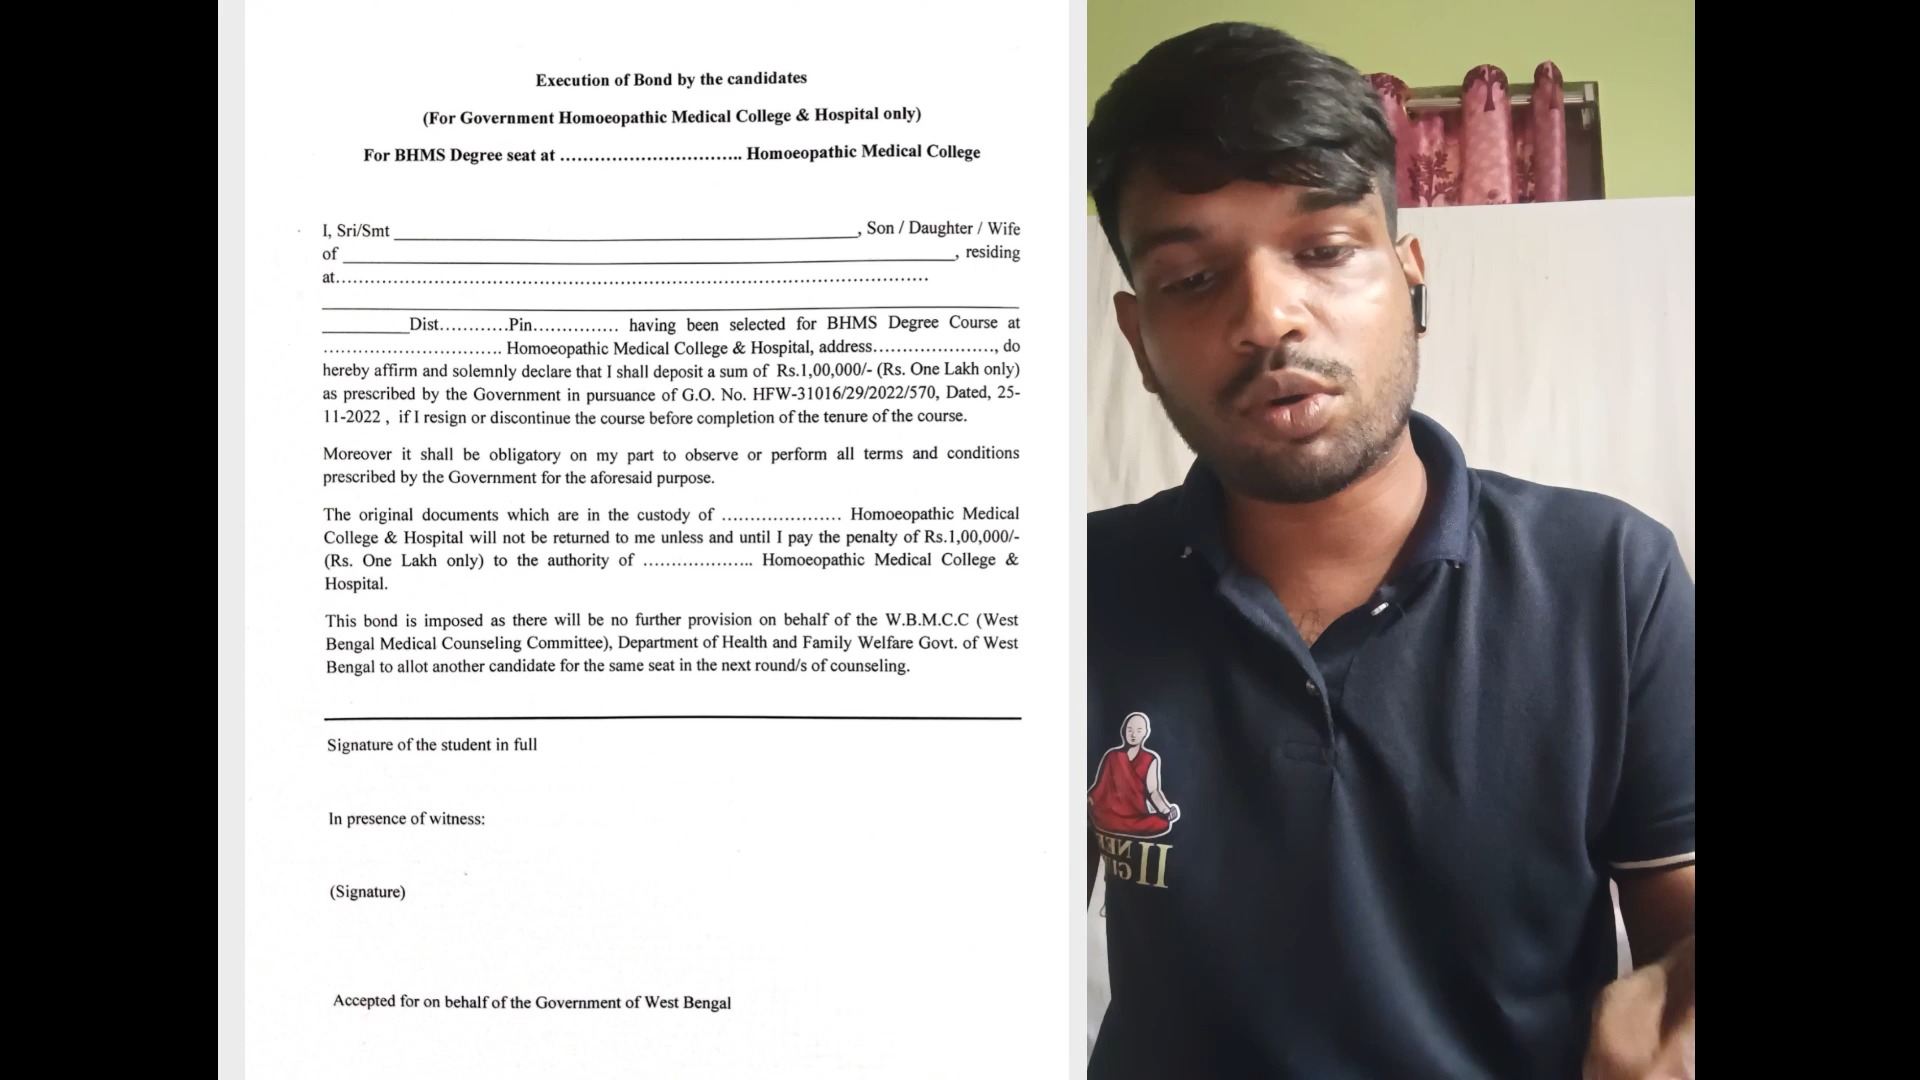 Execution of Bond by the candidates
(For Government Homoeopathic Medical College & Hospital only)
For BHMS Degree seat at ................................ Homoeopathic Medical College
I, Sri/Smt ____________________, Son / Daughter / Wife
of ____________________, residing
at....................................................................................................
________Dist............Pin............... having been selected for BHMS Degree Course at
............................... Homoeopathic Medical College & Hospital, address....................., do
hereby affirm and solemnly declare that I shall deposit a sum of Rs.1,00,000/- (Rs. One Lakh only)
as prescribed by the Government in pursuance of G.O. No. HFW-31016/29/2022/570, Dated, 25-
11-2022 , if I resign or discontinue the course before completion of the tenure of the course.
Moreover it shall be obligatory on my part to observe or perform all terms and conditions
prescribed by the Government for the aforesaid purpose.
The original documents which are in the custody of ..................... Homoeopathic Medical
College & Hospital will not be returned to me unless and until I pay the penalty of Rs.1,00,000/-
(Rs. One Lakh only) to the authority of ................... Homoeopathic Medical College &
Hospital.
This bond is imposed as there will be no further provision on behalf of the W.B.M.C.C (West
Bengal Medical Counseling Committee), Department of Health and Family Welfare Govt. of West
Bengal to allot another candidate for the same seat in the next round/s of counseling.
Signature of the student in full
In presence of witness:
(Signature)
Accepted for on behalf of the Government of West Bengal